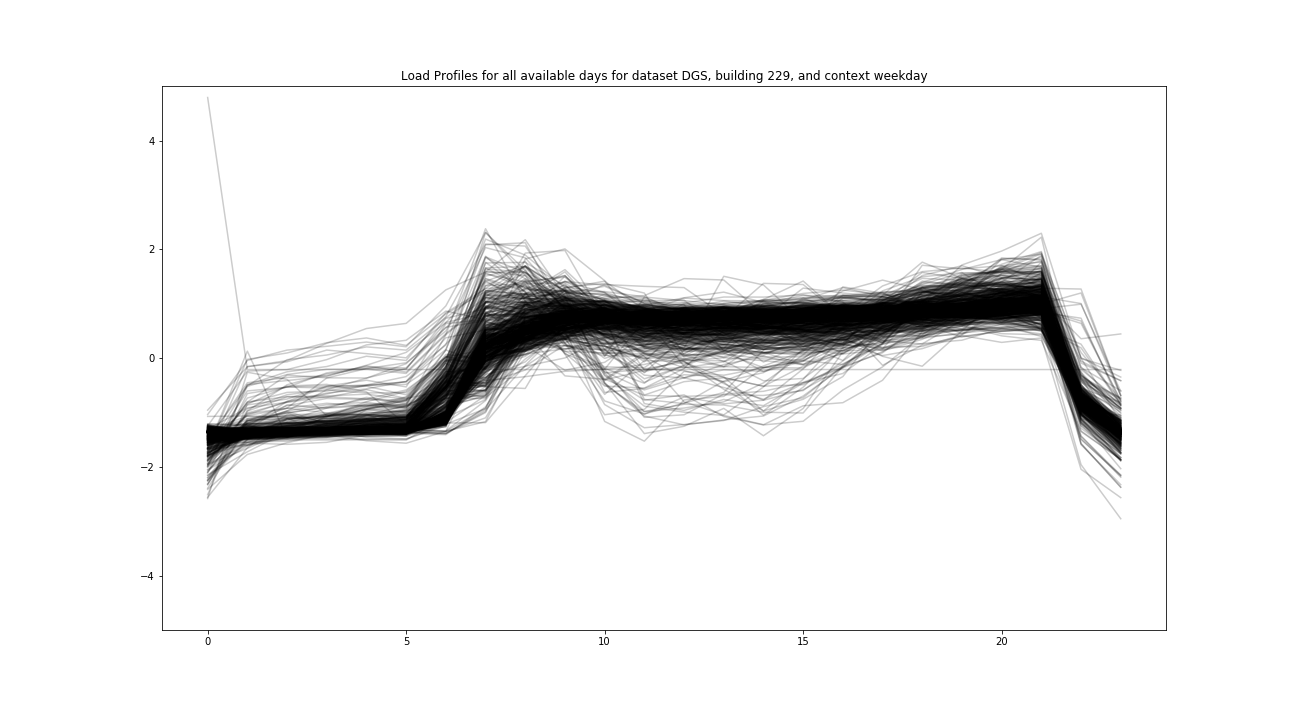 Load Profiles for all available days for dataset DGS, building 229, and context weekday
4
2
0
−2
−4
0 5 10 15 20